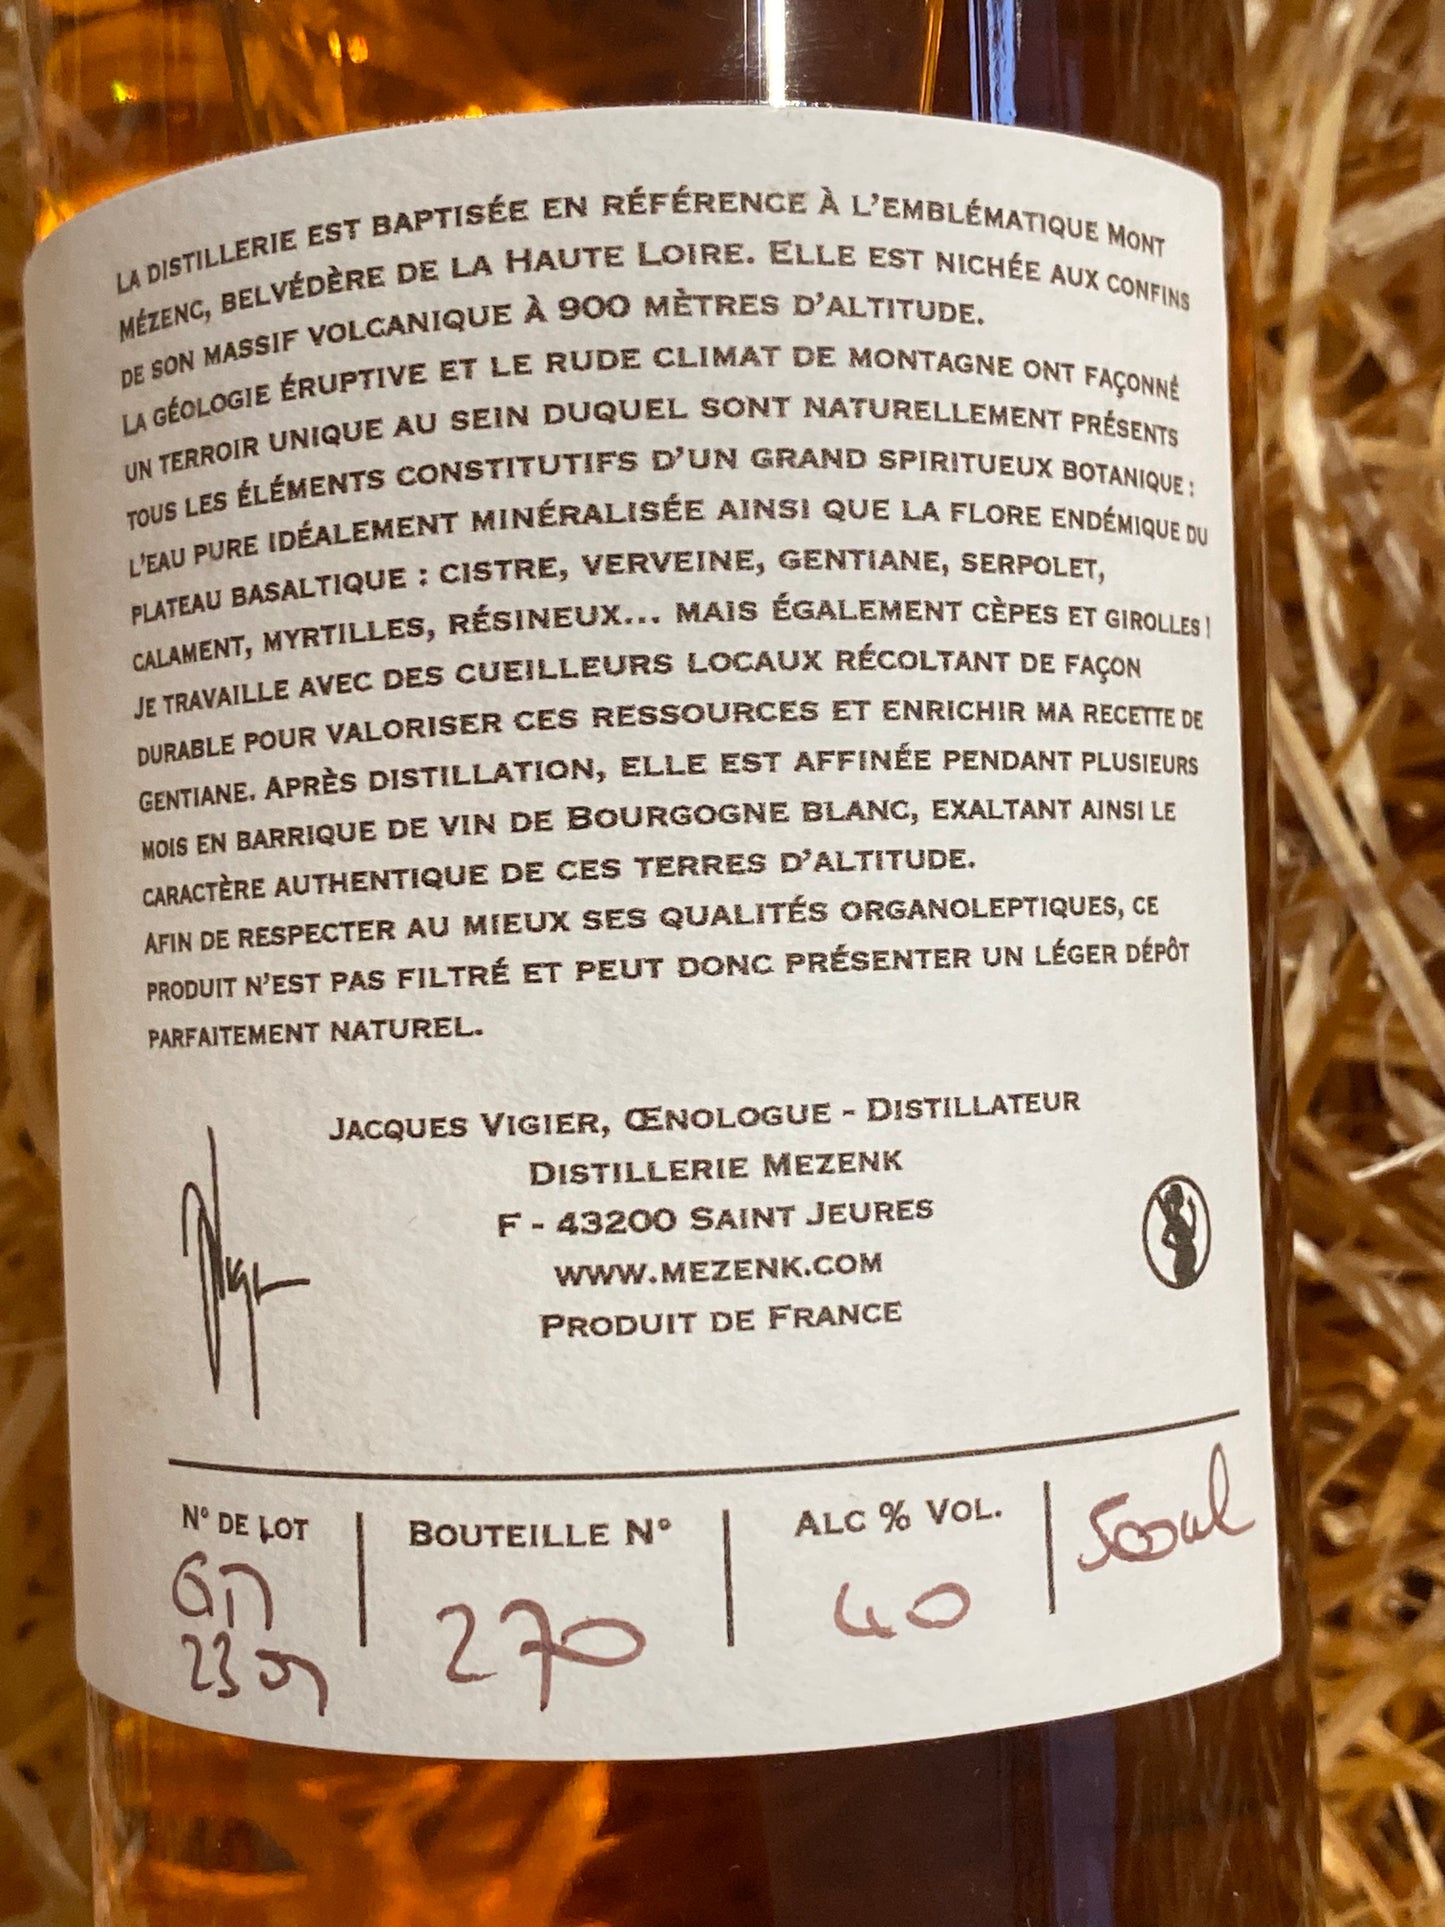 La distillerie est baptisée en référence à l'emblématique Mont
Mézenc, belvédère de la Haute Loire. Elle est nichée aux confins
de son massif volcanique à 900 mètres d'altitude.
La géologie éruptive et le rude climat de montagne ont façonné
un terroir unique au sein duquel sont naturellement présents
tous les éléments constitutifs d'un grand spiritueux botanique :
l'eau pure idéalement minéralisée ainsi que la flore endémique du
plateau basaltique : cistre, verveine, gentiane, serpolet,
calament, myrtilles, résineux... mais également cèpes et girolles !
Je travaille avec des cueilleurs locaux récoltant de façon
durable pour valoriser ces ressources et enrichir ma recette de
gentiane. Après distillation, elle est affinée pendant plusieurs
mois en barrique de vin de Bourgogne blanc, exaltant ainsi le
caractère authentique de ces terres d'altitude.
Afin de respecter au mieux ses qualités organoleptiques, ce
produit n'est pas filtré et peut donc présenter un léger dépôt
parfaitement naturel.
Jacques Vigier, Œnologue - Distillateur
Distillerie Mezenk
F - 43200 Saint Jeures
www.mezenk.com
Produit de France
N° de lot
Bouteille N°
270
Alc % Vol.
40
500ml